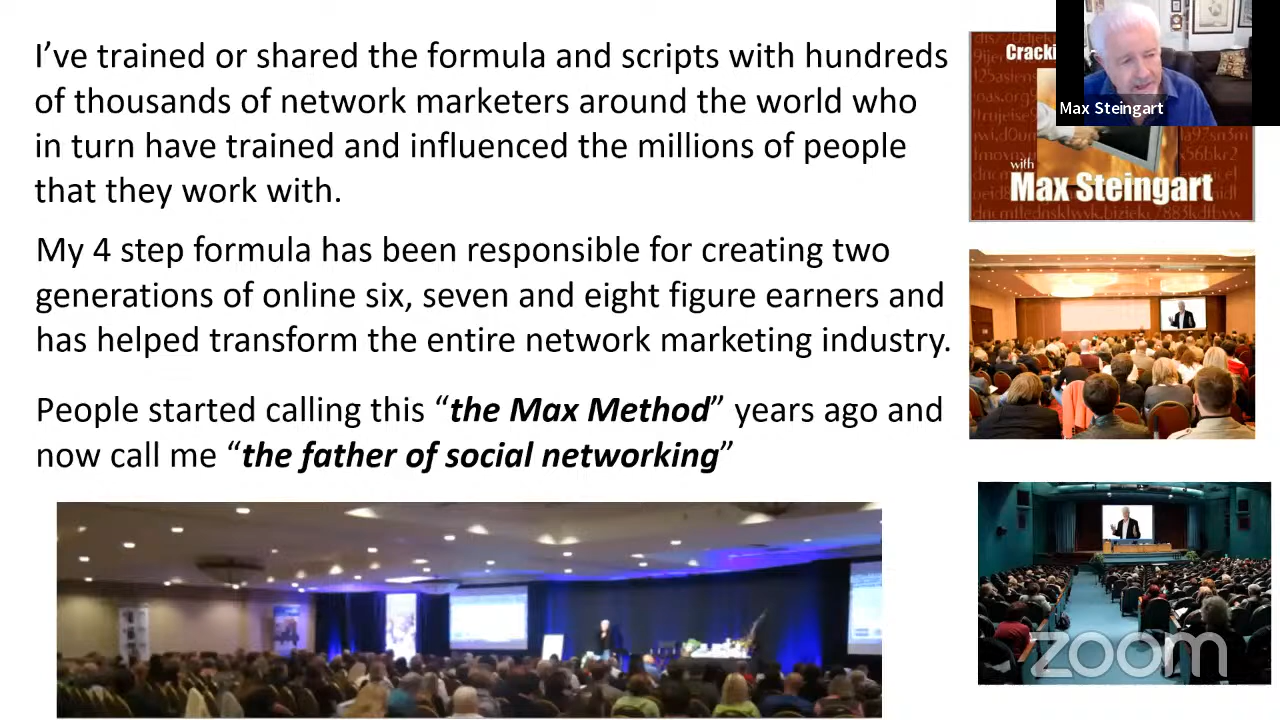 I've trained or shared the formula and scripts with hundreds
of thousands of network marketers around the world who
in turn have trained and influenced the millions of people
that they work with.
My 4 step formula has been responsible for creating two
generations of online six, seven and eight figure earners and
has helped transform the entire network marketing industry.
People started calling this “the Max Method” years ago and
now call me “the father of social networking”
Max Steingart
with
Max Steingart
zoom